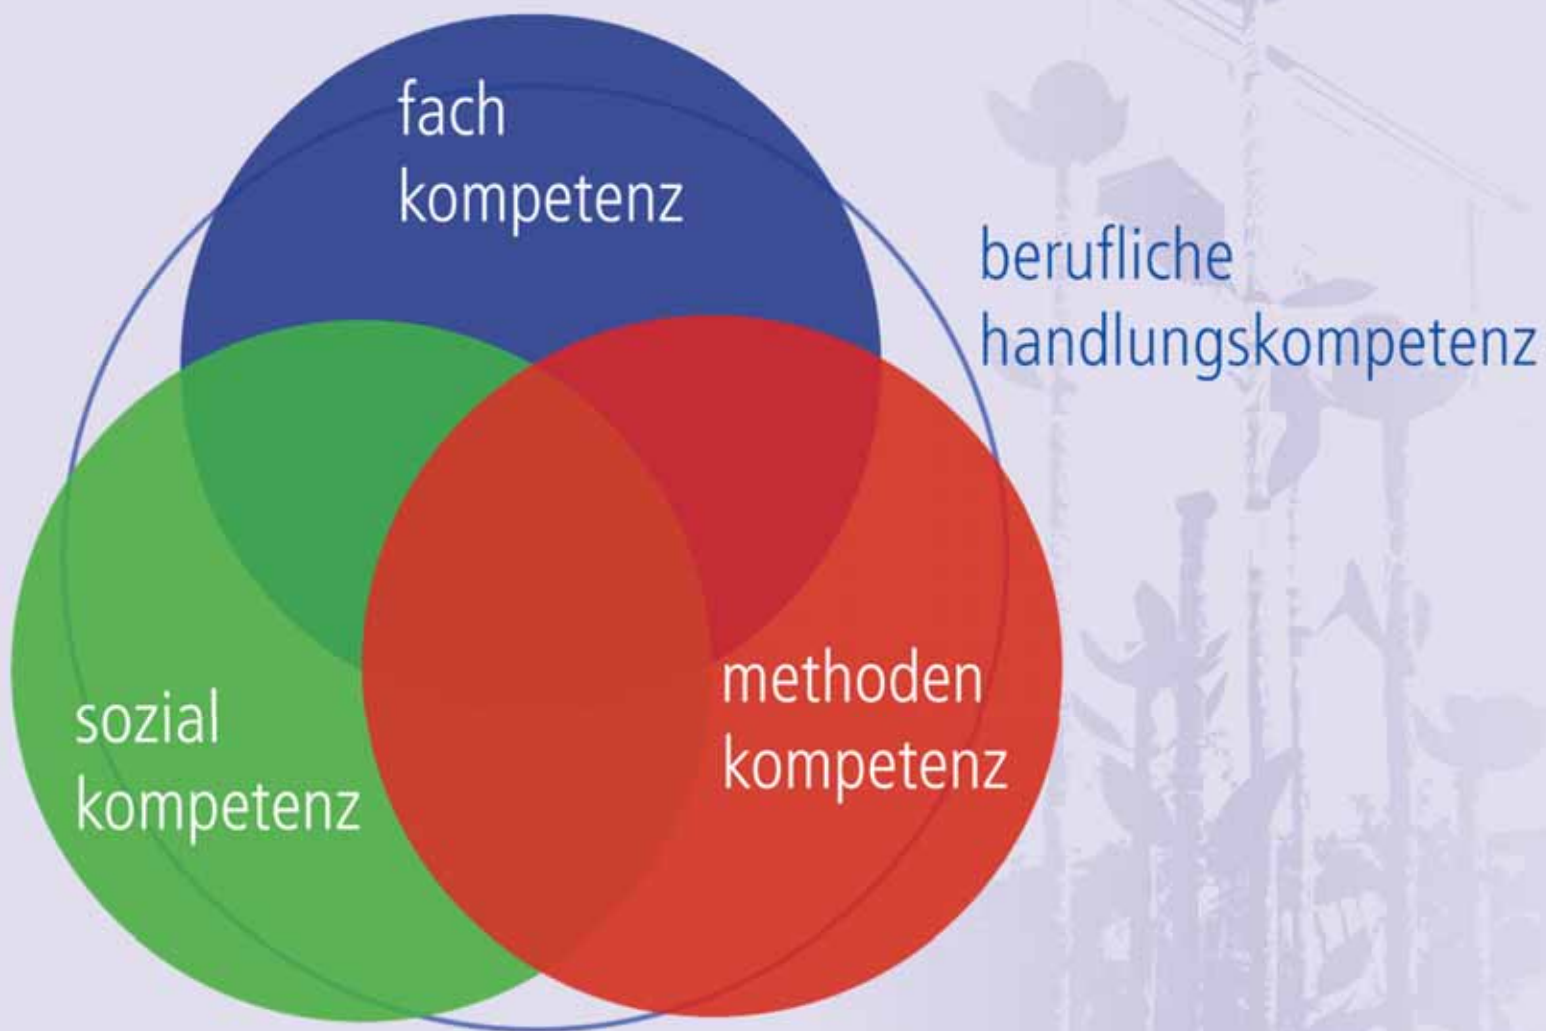 fach
kompetenz
berufliche
handlungskompetenz
sozial
kompetenz
methoden
kompetenz